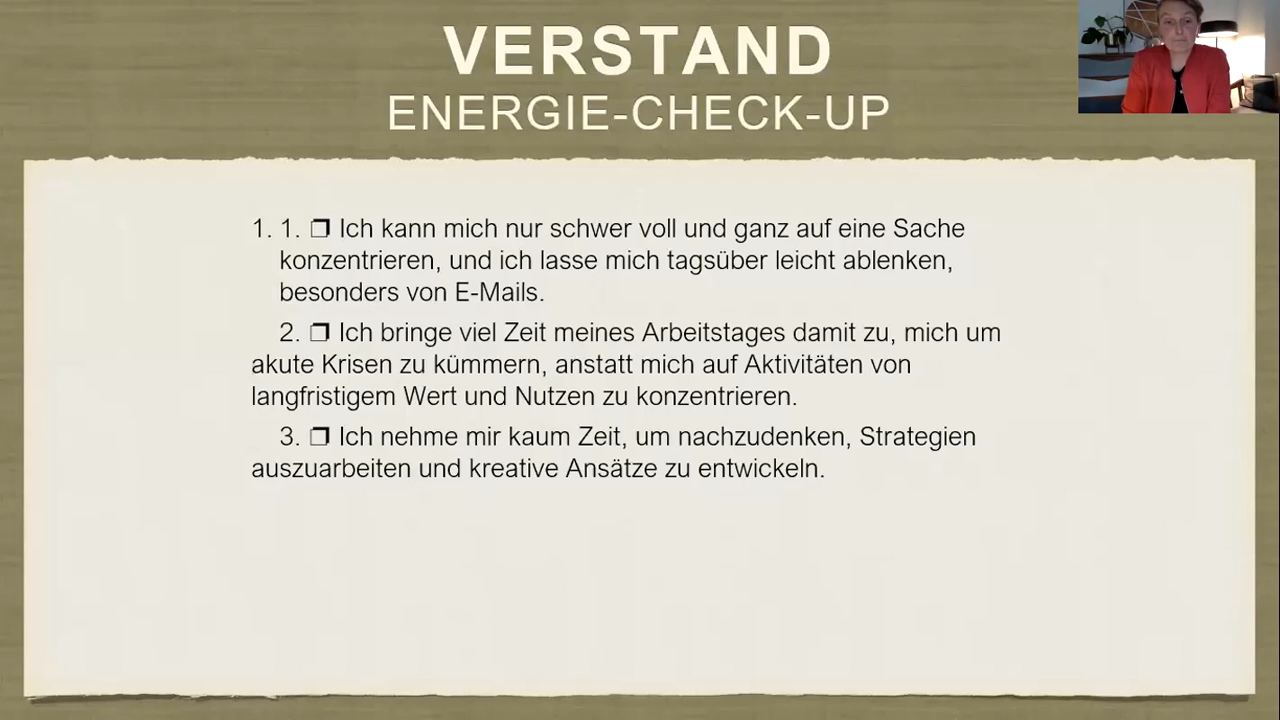 VERSTAND
ENERGIE-CHECK-UP
1. 1. ❐ Ich kann mich nur schwer voll und ganz auf eine Sache
konzentrieren, und ich lasse mich tagsüber leicht ablenken,
besonders von E-Mails.
2. ❐ Ich bringe viel Zeit meines Arbeitstages damit zu, mich um
akute Krisen zu kümmern, anstatt mich auf Aktivitäten von
langfristigem Wert und Nutzen zu konzentrieren.
3. ❐ Ich nehme mir kaum Zeit, um nachzudenken, Strategien
auszuarbeiten und kreative Ansätze zu entwickeln.